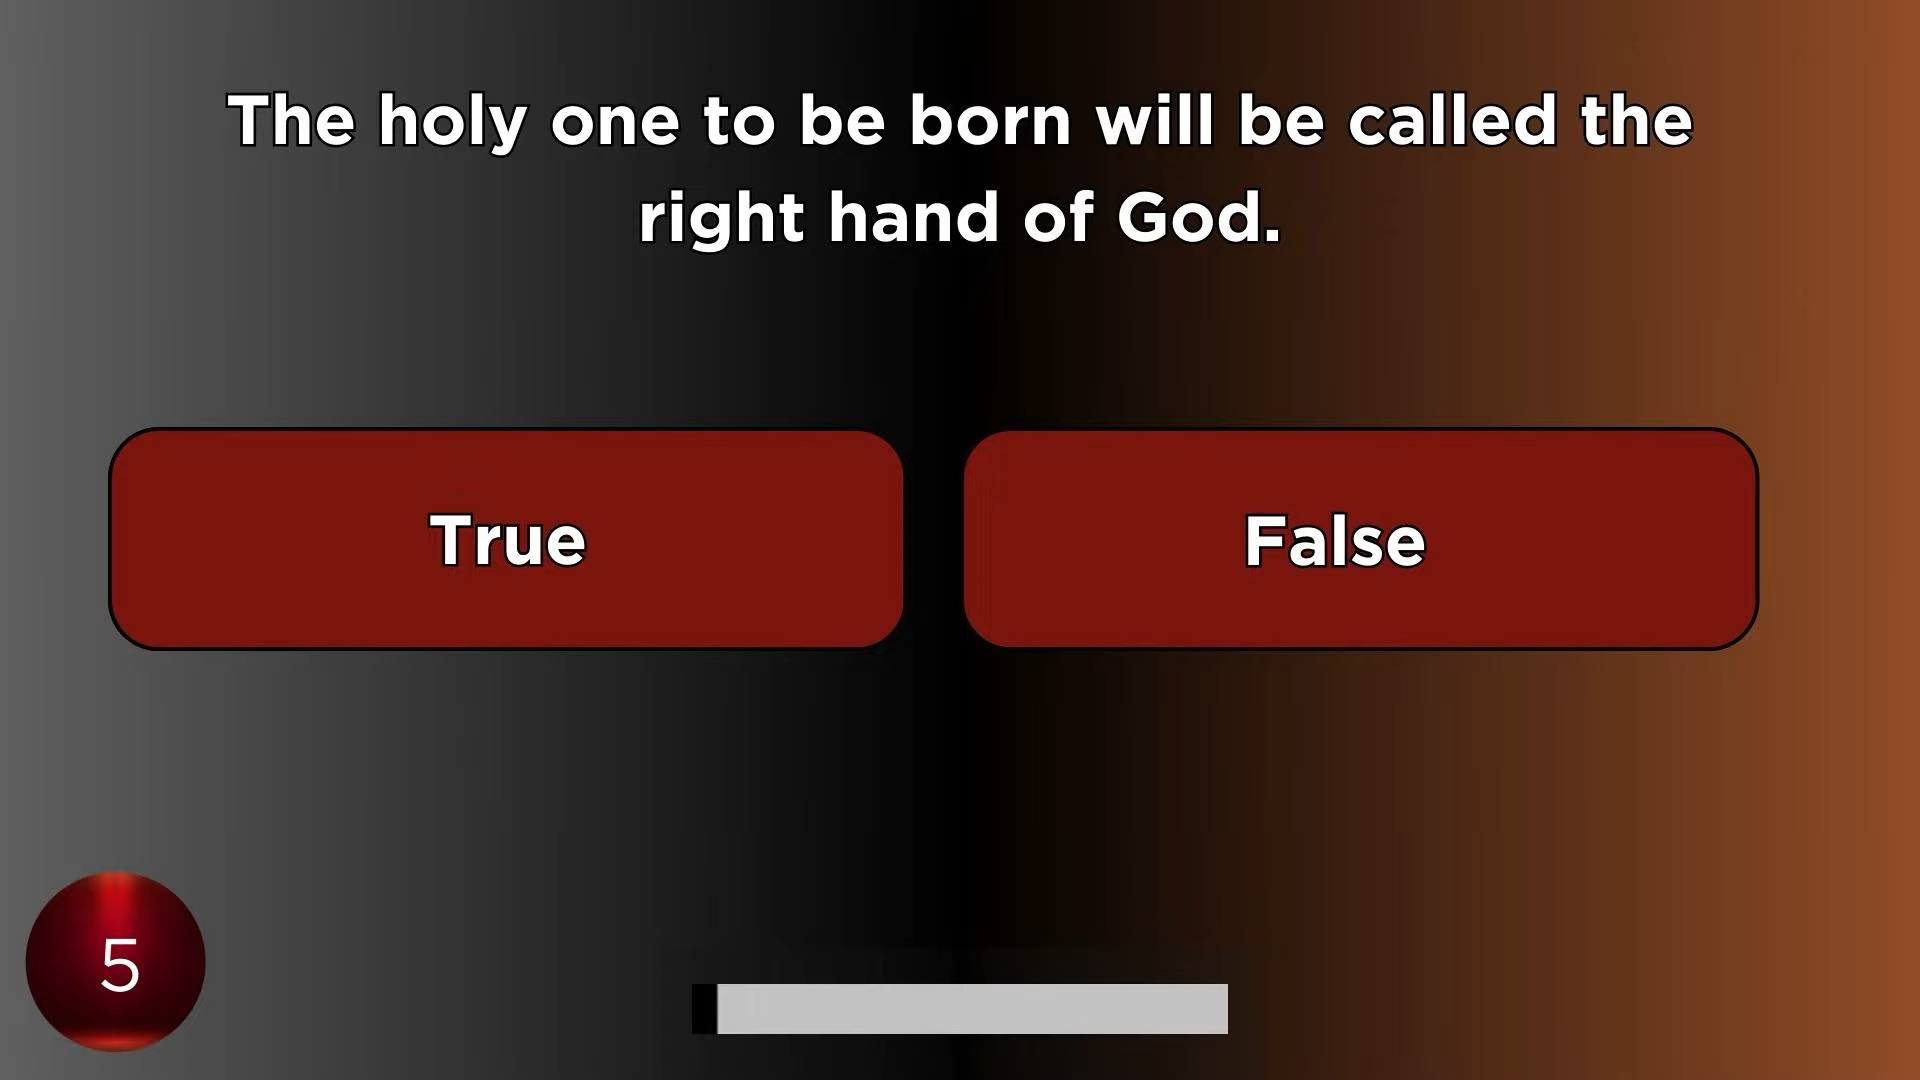 The holy one to be born will be called the
right hand of God.
True
False
5